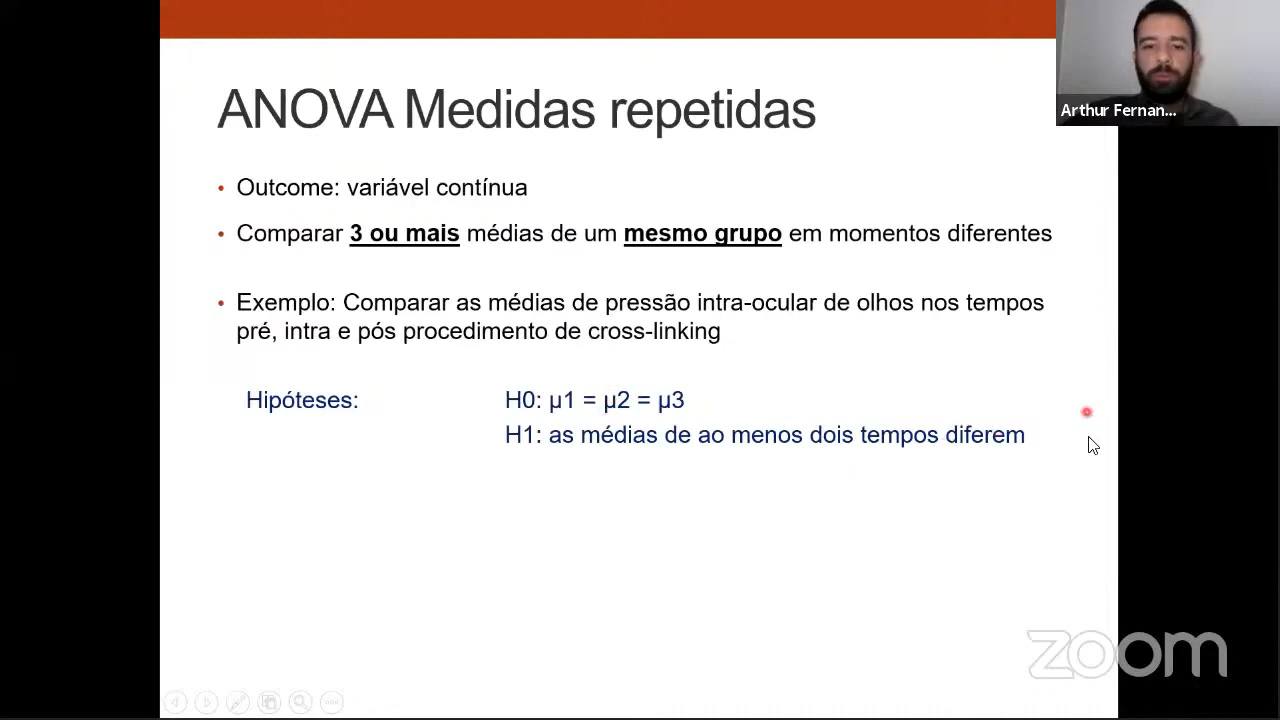 ANOVA Medidas repetidas
Arthur Fernan...
• Outcome: variável contínua
• Comparar 3 ou mais médias de um mesmo grupo em momentos diferentes
• Exemplo: Comparar as médias de pressão intra-ocular de olhos nos tempos
pré, intra e pós procedimento de cross-linking
Hipóteses:
H0: µ1 = µ2 = µ3
H1: as médias de ao menos dois tempos diferem
zoom